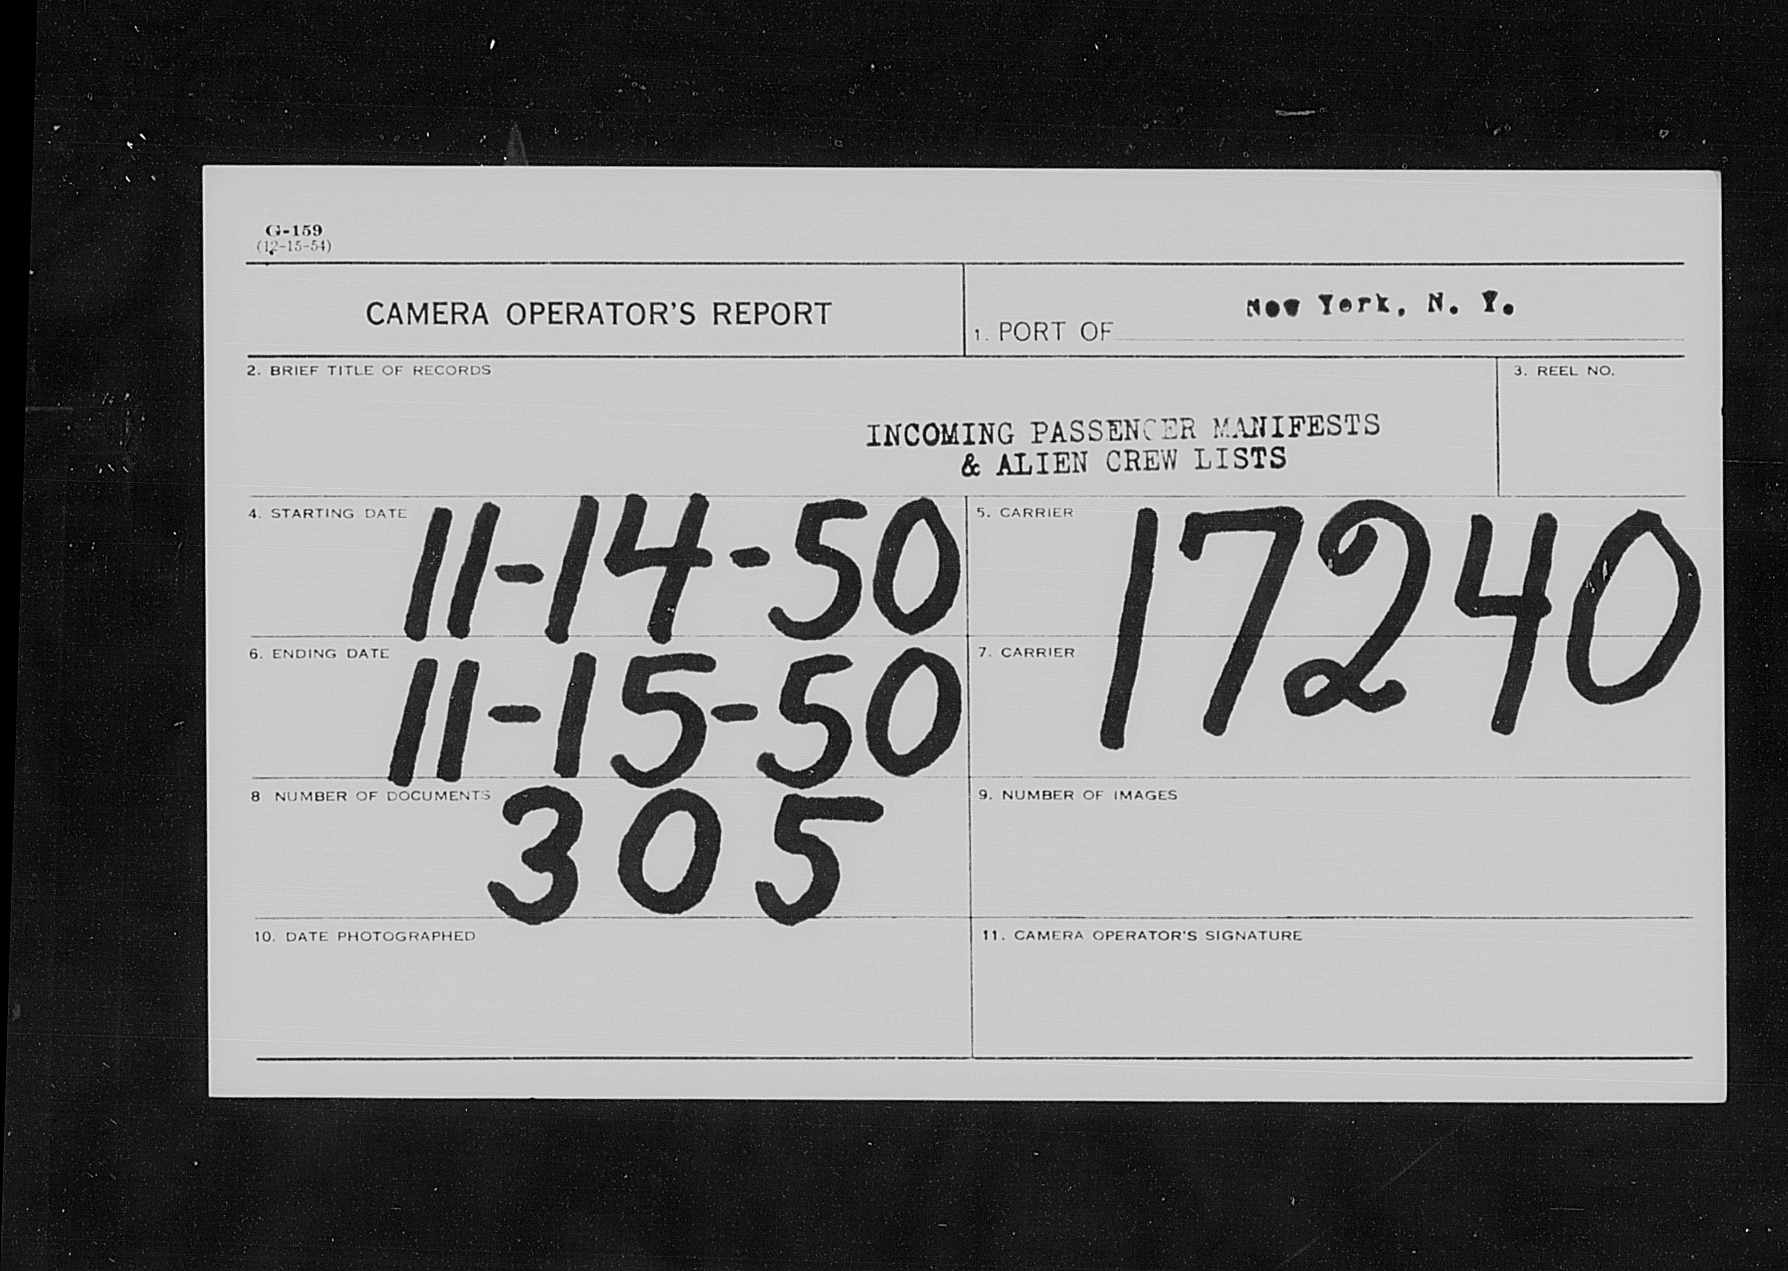 G-159
(12-15-54)
CAMERA OPERATOR'S REPORT
1. PORT OF New York, N. Y.
2. BRIEF TITLE OF RECORDS
3. REEL NO.
INCOMING PASSENGER MANIFESTS
& ALIEN CREW LISTS
4. STARTING DATE 11-14-50
5. CARRIER 17240
6. ENDING DATE 11-15-50
7. CARRIER
8 NUMBER OF DOCUMENTS 305
9. NUMBER OF IMAGES
10. DATE PHOTOGRAPHED
11. CAMERA OPERATOR'S SIGNATURE